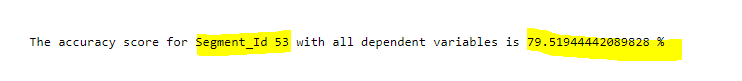 The accuracy score for Segment_Id 53 with all dependent variables is 79.51944442089828 %